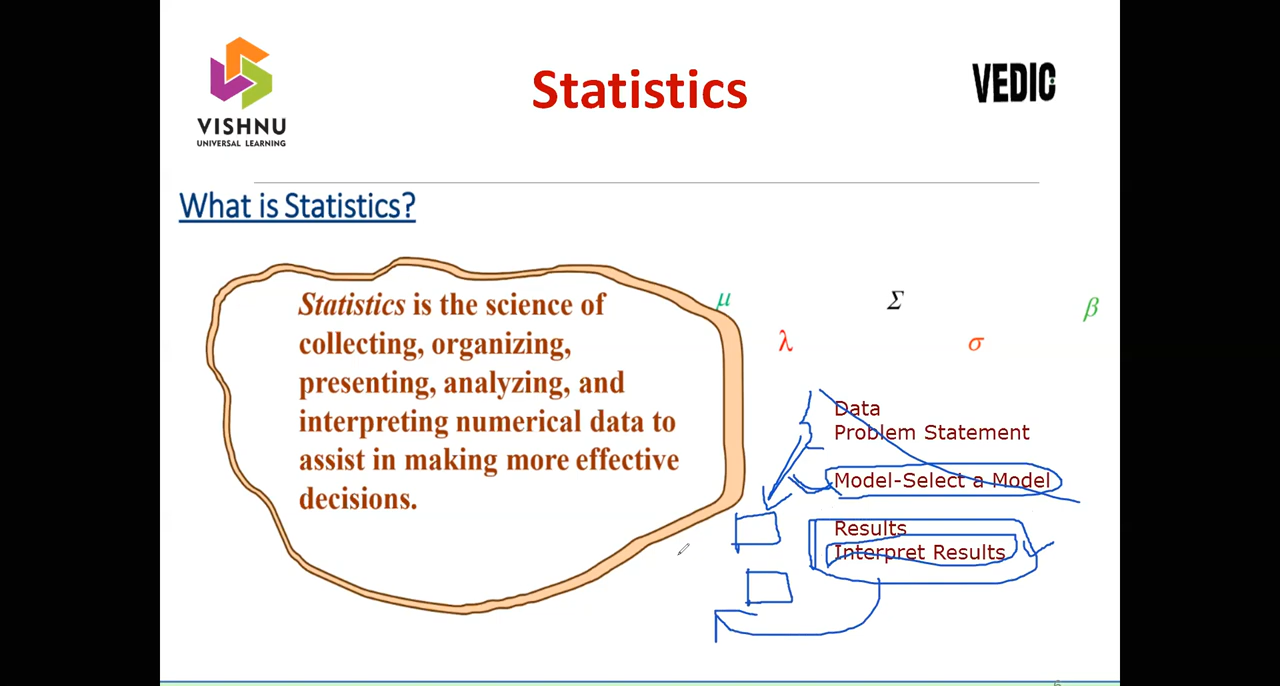 VISHNU
UNIVERSAL LEARNING
Statistics
VEDIC
What is Statistics?
Statistics is the science of
collecting, organizing,
presenting, analyzing, and
interpreting numerical data to
assist in making more effective
decisions.
μ
Σ
β
λ
σ
Data
Problem Statement
Model-Select a Model
Results
Interpret Results